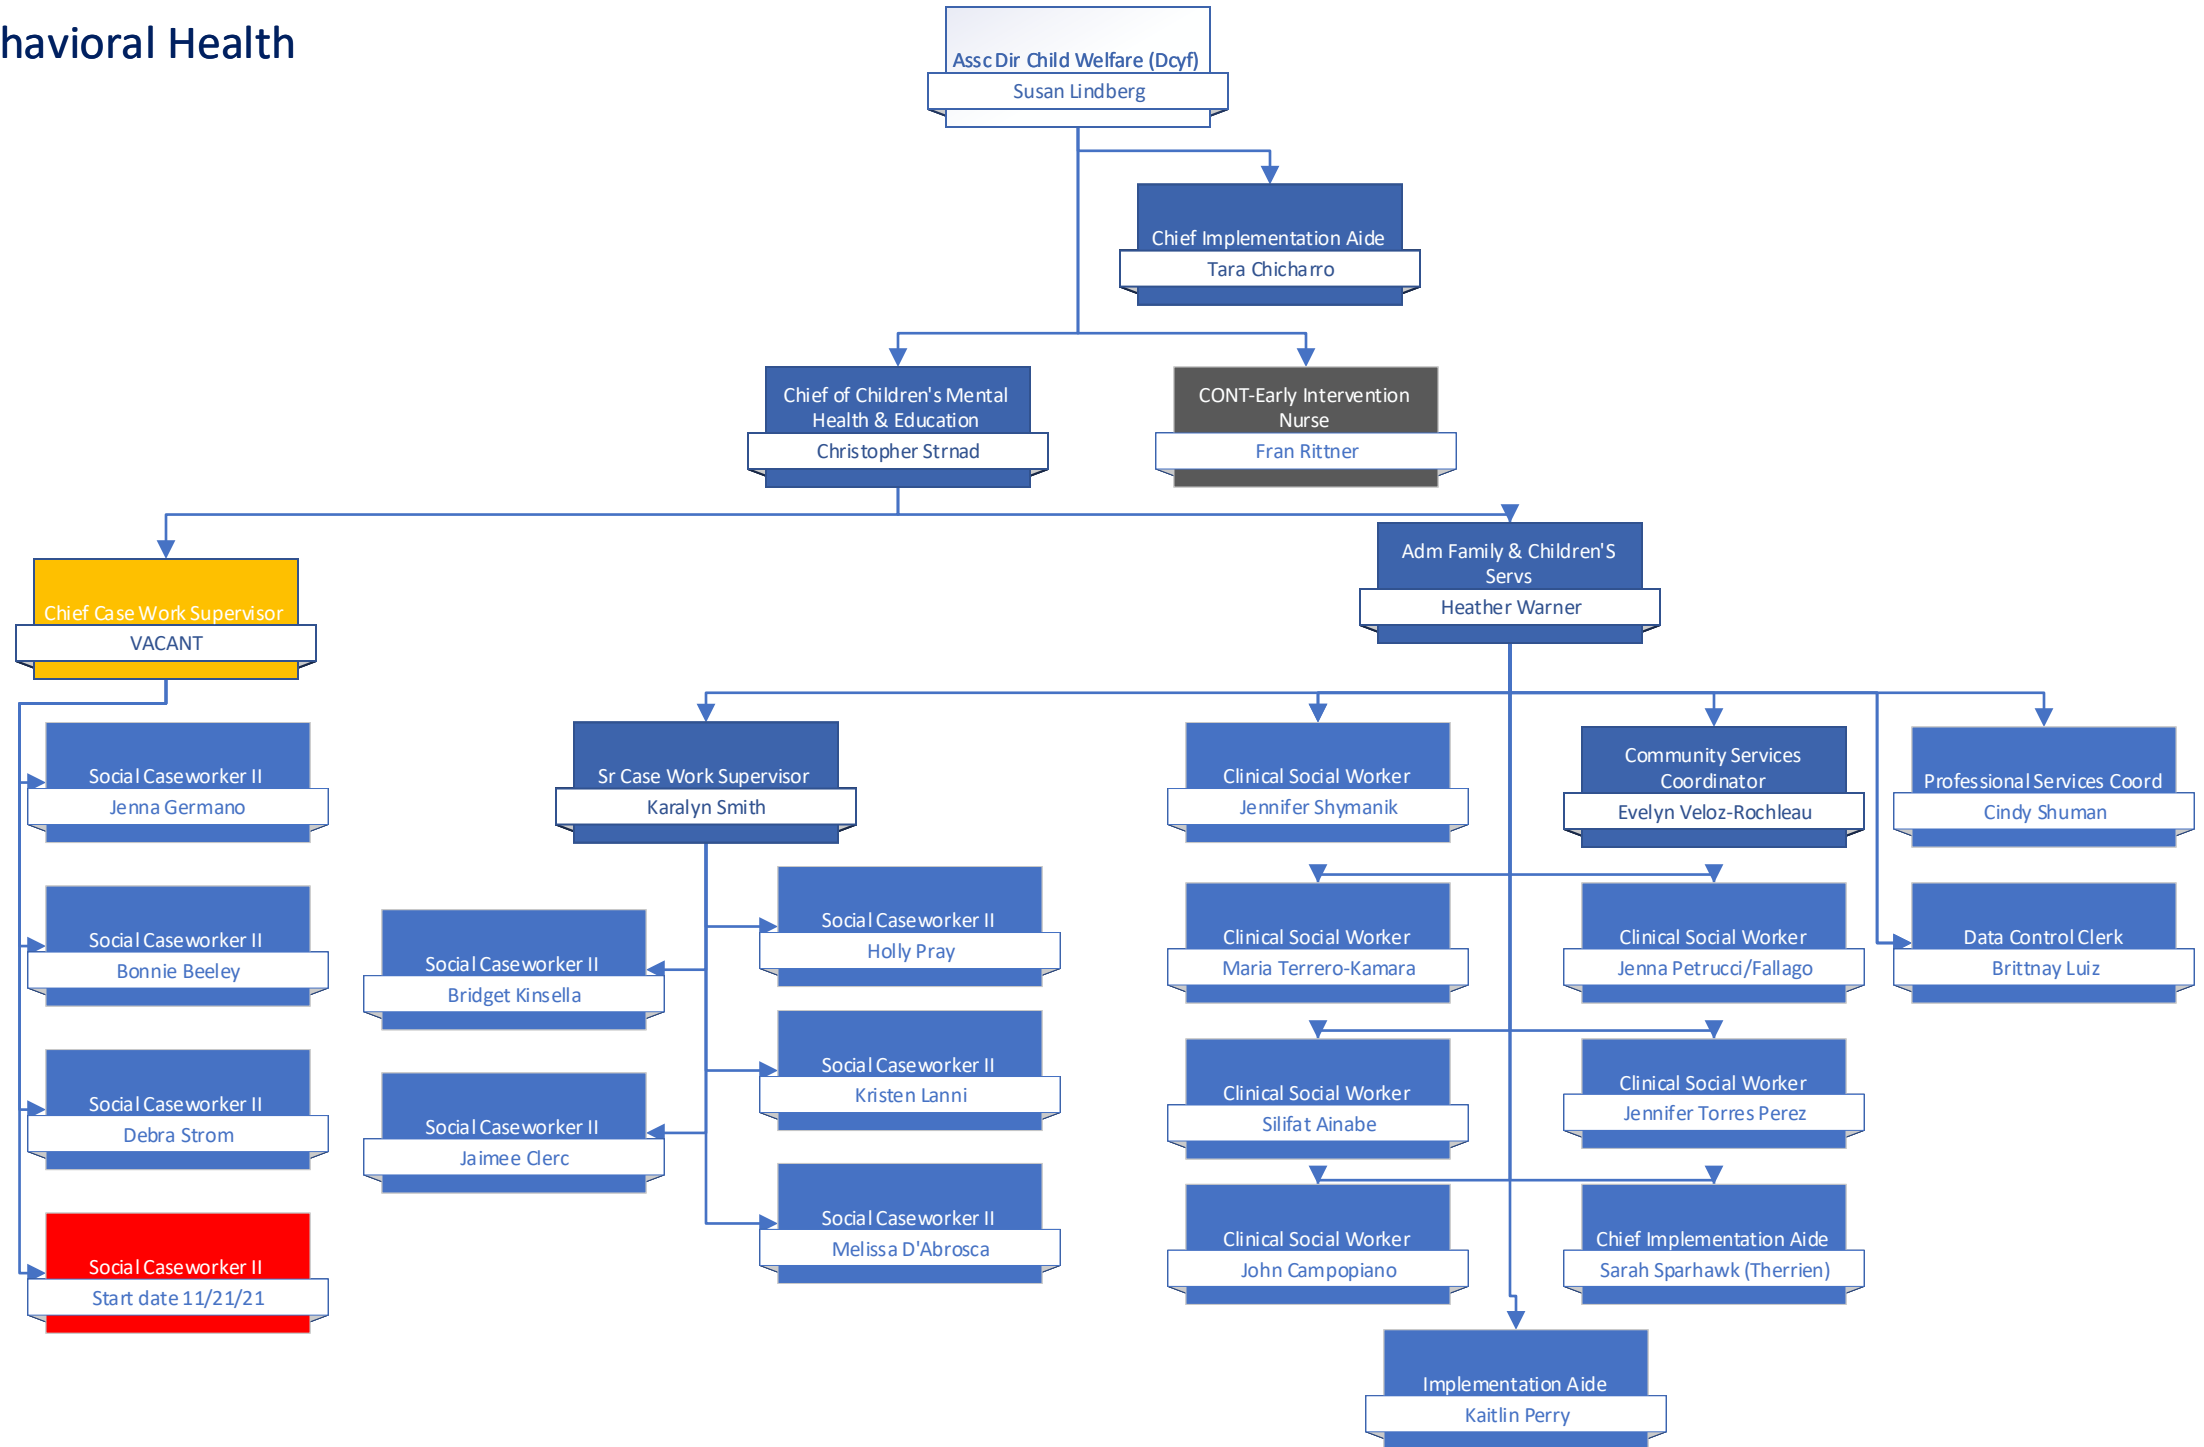 havioral Health
Assc Dir Child Welfare (Dcyf)
Susan Lindberg
Chief Implementation Aide
Tara Chicharro
Chief of Children's Mental
Health & Education
Christopher Strnad
CONT-Early Intervention
Nurse
Fran Rittner
Chief Case Work Supervisor
VACANT
Adm Family & Children'S
Servs
Heather Warner
Social Caseworker II
Jenna Germano
Social Caseworker II
Bonnie Beeley
Social Caseworker II
Debra Strom
Social Caseworker II
Start date 11/21/21
Sr Case Work Supervisor
Karalyn Smith
Social Caseworker II
Bridget Kinsella
Social Caseworker II
Jaimee Clerc
Social Caseworker II
Holly Pray
Social Caseworker II
Kristen Lanni
Social Caseworker II
Melissa D'Abrosca
Clinical Social Worker
Jennifer Shymanik
Community Services
Coordinator
Evelyn Veloz-Rochleau
Professional Services Coord
Cindy Shuman
Clinical Social Worker
Maria Terrero-Kamara
Clinical Social Worker
Jenna Petrucci/Fallago
Data Control Clerk
Brittnay Luiz
Clinical Social Worker
Silifat Ainabe
Clinical Social Worker
Jennifer Torres Perez
Clinical Social Worker
John Campopiano
Chief Implementation Aide
Sarah Sparhawk (Therrien)
Implementation Aide
Kaitlin Perry